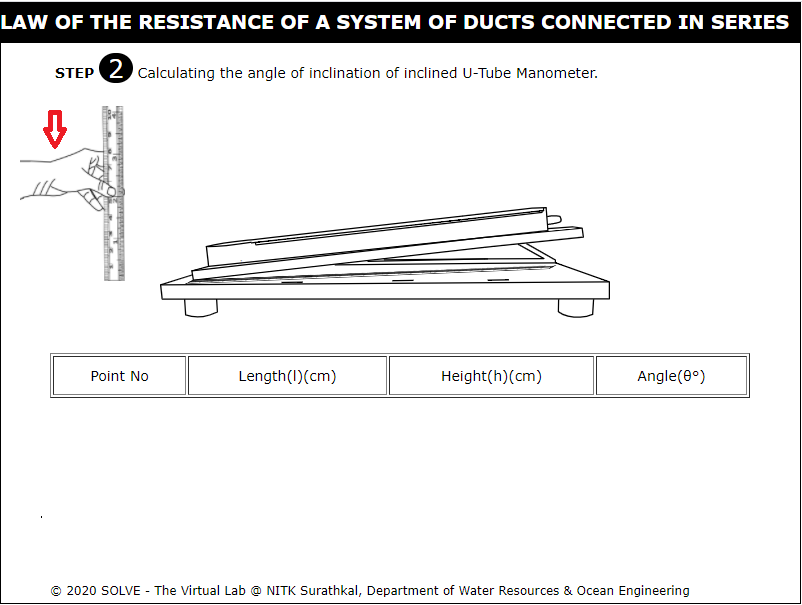 LAW OF THE RESISTANCE OF A SYSTEM OF DUCTS CONNECTED IN SERIES
STEP 2 Calculating the angle of inclination of inclined U-Tube Manometer.
Point No Length(l)(cm) Height(h)(cm) Angle(θ°)
© 2020 SOLVE - The Virtual Lab @ NITK Surathkal, Department of Water Resources & Ocean Engineering